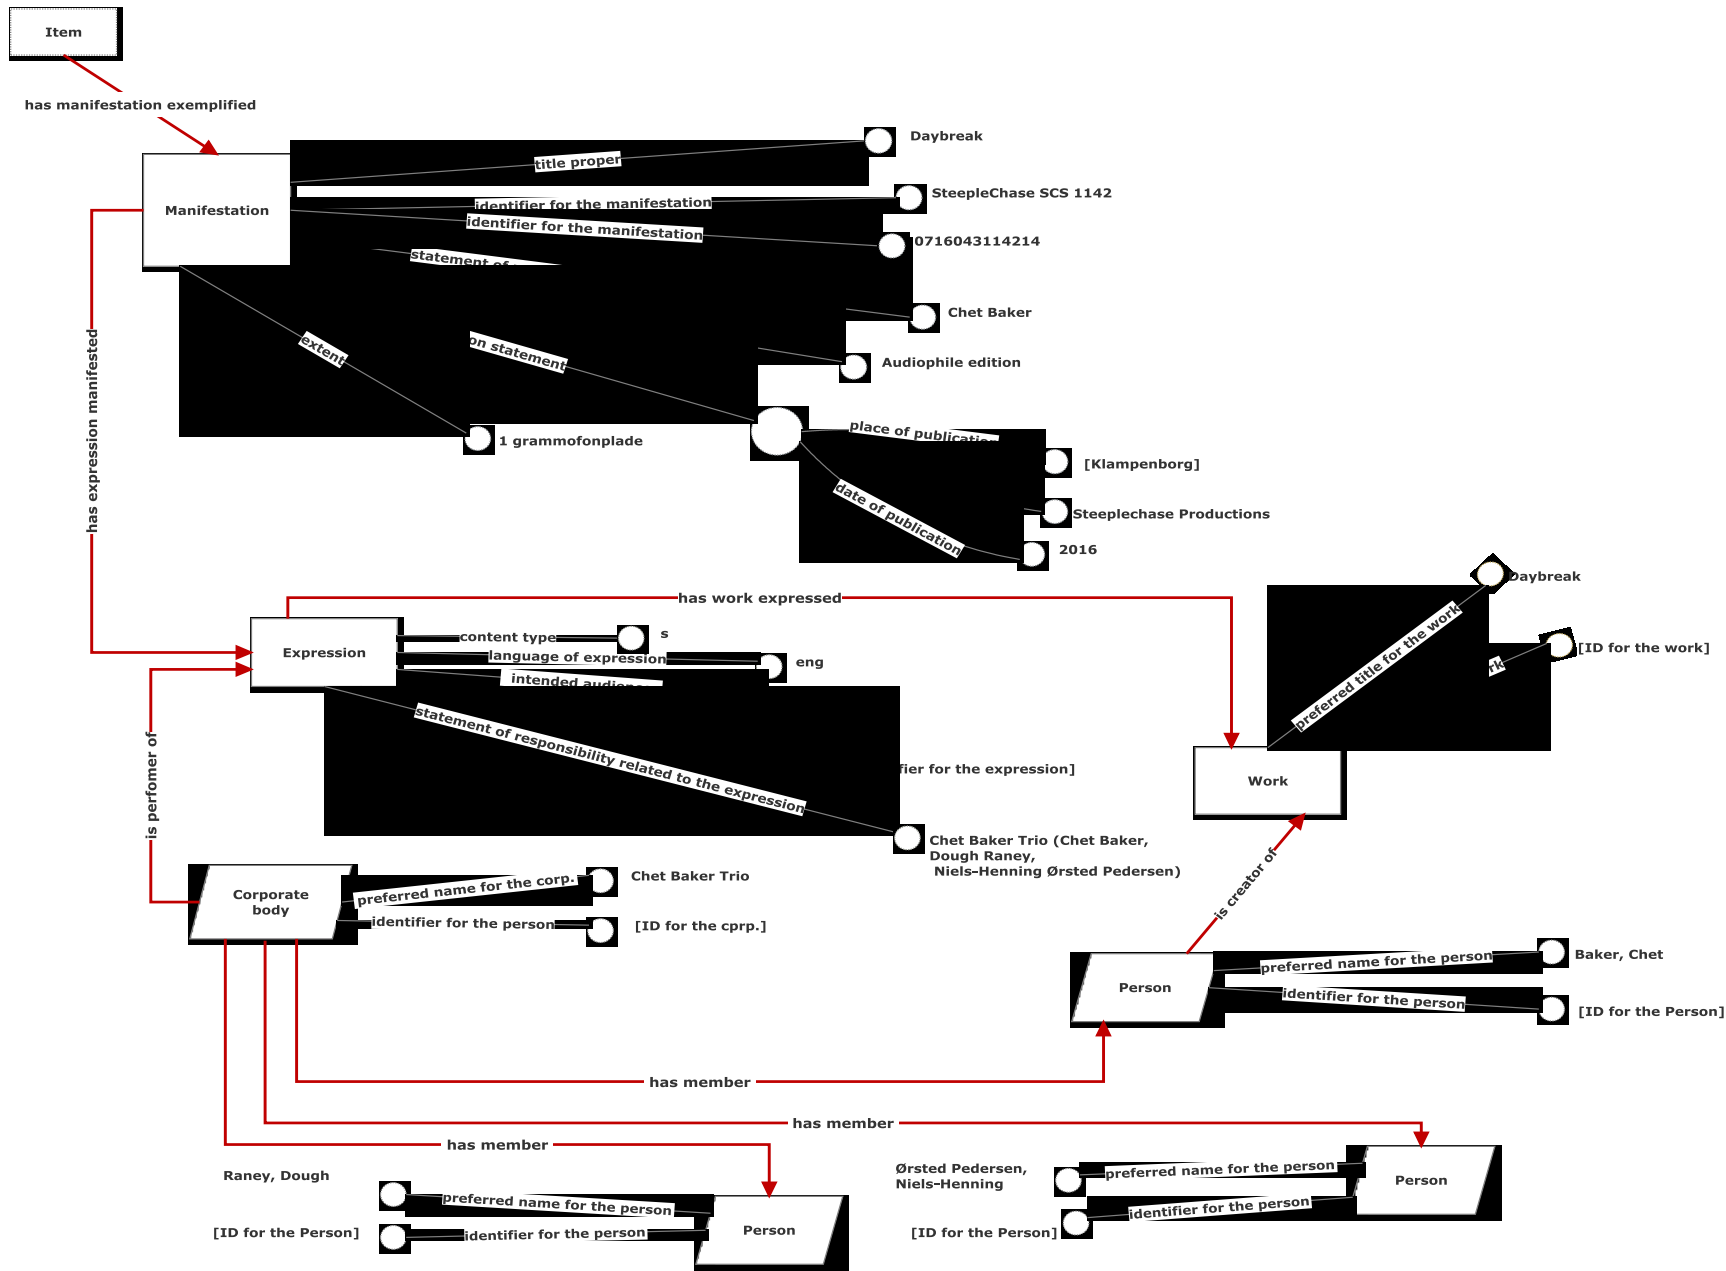 Item
has manifestation exemplified
Manifestation
title proper
Daybreak
identifier for the manifestation
SteepleChase SCS 1142
identifier for the manifestation
0716043114214
statement of
Chet Baker
Audiophile edition
extent
on statement
1 grammofonplade
place of publication
[Klampenborg]
Steeplechase Productions
date of publication
2016
has expression manifested
has work expressed
Expression
content type
s
language of expression
eng
intended
statement of responsibility related to the expression
fier for the expression]
Chet Baker Trio (Chet Baker,
Dough Raney,
Niels-Henning Ørsted Pedersen)
Daybreak
preferred title for the work
rk
[ID for the work]
Work
is creator of
is perfomer of
Corporate
body
preferred name for the corp.
Chet Baker Trio
identifier for the person
[ID for the cprp.]
Person
preferred name for the person
Baker, Chet
identifier for the person
[ID for the Person]
has member
has member
has member
Raney, Dough
preferred name for the person
[ID for the Person]
identifier for the person
Person
Ørsted Pedersen,
Niels-Henning
preferred name for the person
[ID for the Person]
identifier for the person
Person